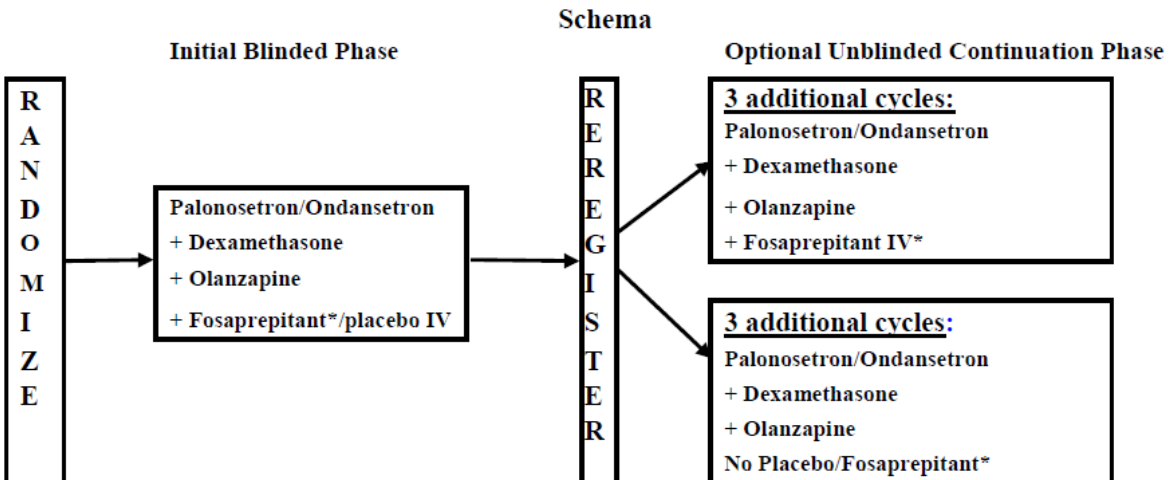 Schema
Initial Blinded Phase
Optional Unblinded Continuation Phase
R
A
N
D
O
M
I
Z
E
Palonosetron/Ondansetron
+ Dexamethasone
+ Olanzapine
+ Fosaprepitant*/placebo IV
R
E
R
E
G
I
S
T
E
R
3 additional cycles:
Palonosetron/Ondansetron
+ Dexamethasone
+ Olanzapine
+ Fosaprepitant IV*
3 additional cycles:
Palonosetron/Ondansetron
+ Dexamethasone
+ Olanzapine
No Placebo/Fosaprepitant*